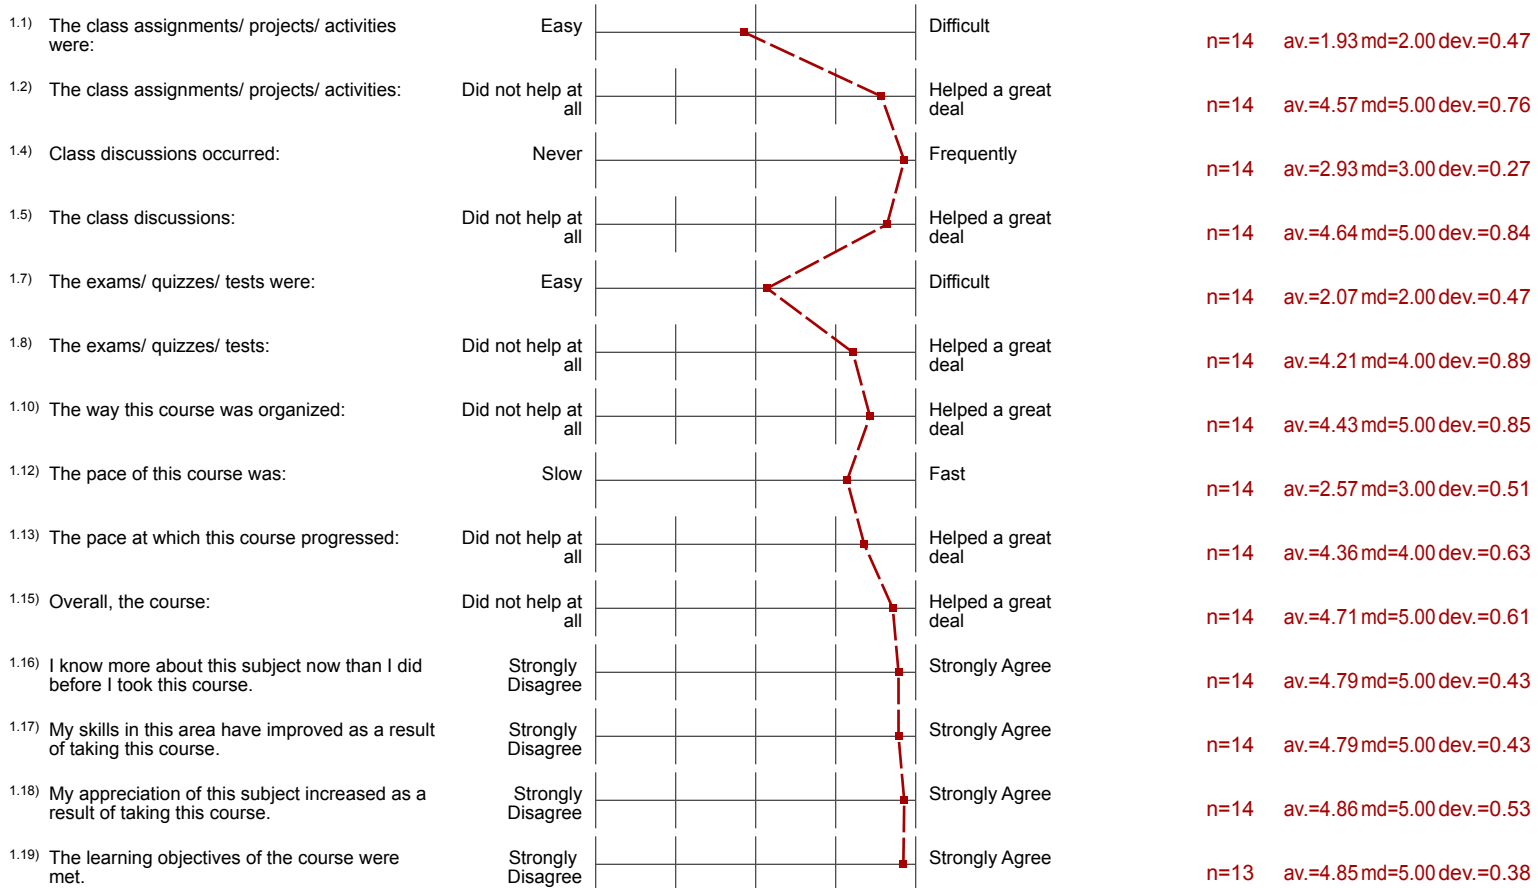 1.1) The class assignments/ projects/ activities were: Easy Difficult n=14 av.=1.93 md=2.00 dev.=0.47
1.2) The class assignments/ projects/ activities: Did not help at all Helped a great deal n=14 av.=4.57 md=5.00 dev.=0.76
1.4) Class discussions occurred: Never Frequently n=14 av.=2.93 md=3.00 dev.=0.27
1.5) The class discussions: Did not help at all Helped a great deal n=14 av.=4.64 md=5.00 dev.=0.84
1.7) The exams/ quizzes/ tests were: Easy Difficult n=14 av.=2.07 md=2.00 dev.=0.47
1.8) The exams/ quizzes/ tests: Did not help at all Helped a great deal n=14 av.=4.21 md=4.00 dev.=0.89
1.10) The way this course was organized: Did not help at all Helped a great deal n=14 av.=4.43 md=5.00 dev.=0.85
1.12) The pace of this course was: Slow Fast n=14 av.=2.57 md=3.00 dev.=0.51
1.13) The pace at which this course progressed: Did not help at all Helped a great deal n=14 av.=4.36 md=4.00 dev.=0.63
1.15) Overall, the course: Did not help at all Helped a great deal n=14 av.=4.71 md=5.00 dev.=0.61
1.16) I know more about this subject now than I did before I took this course. Strongly Disagree Strongly Agree n=14 av.=4.79 md=5.00 dev.=0.43
1.17) My skills in this area have improved as a result of taking this course. Strongly Disagree Strongly Agree n=14 av.=4.79 md=5.00 dev.=0.43
1.18) My appreciation of this subject increased as a result of taking this course. Strongly Disagree Strongly Agree n=14 av.=4.86 md=5.00 dev.=0.53
1.19) The learning objectives of the course were met. Strongly Disagree Strongly Agree n=13 av.=4.85 md=5.00 dev.=0.38